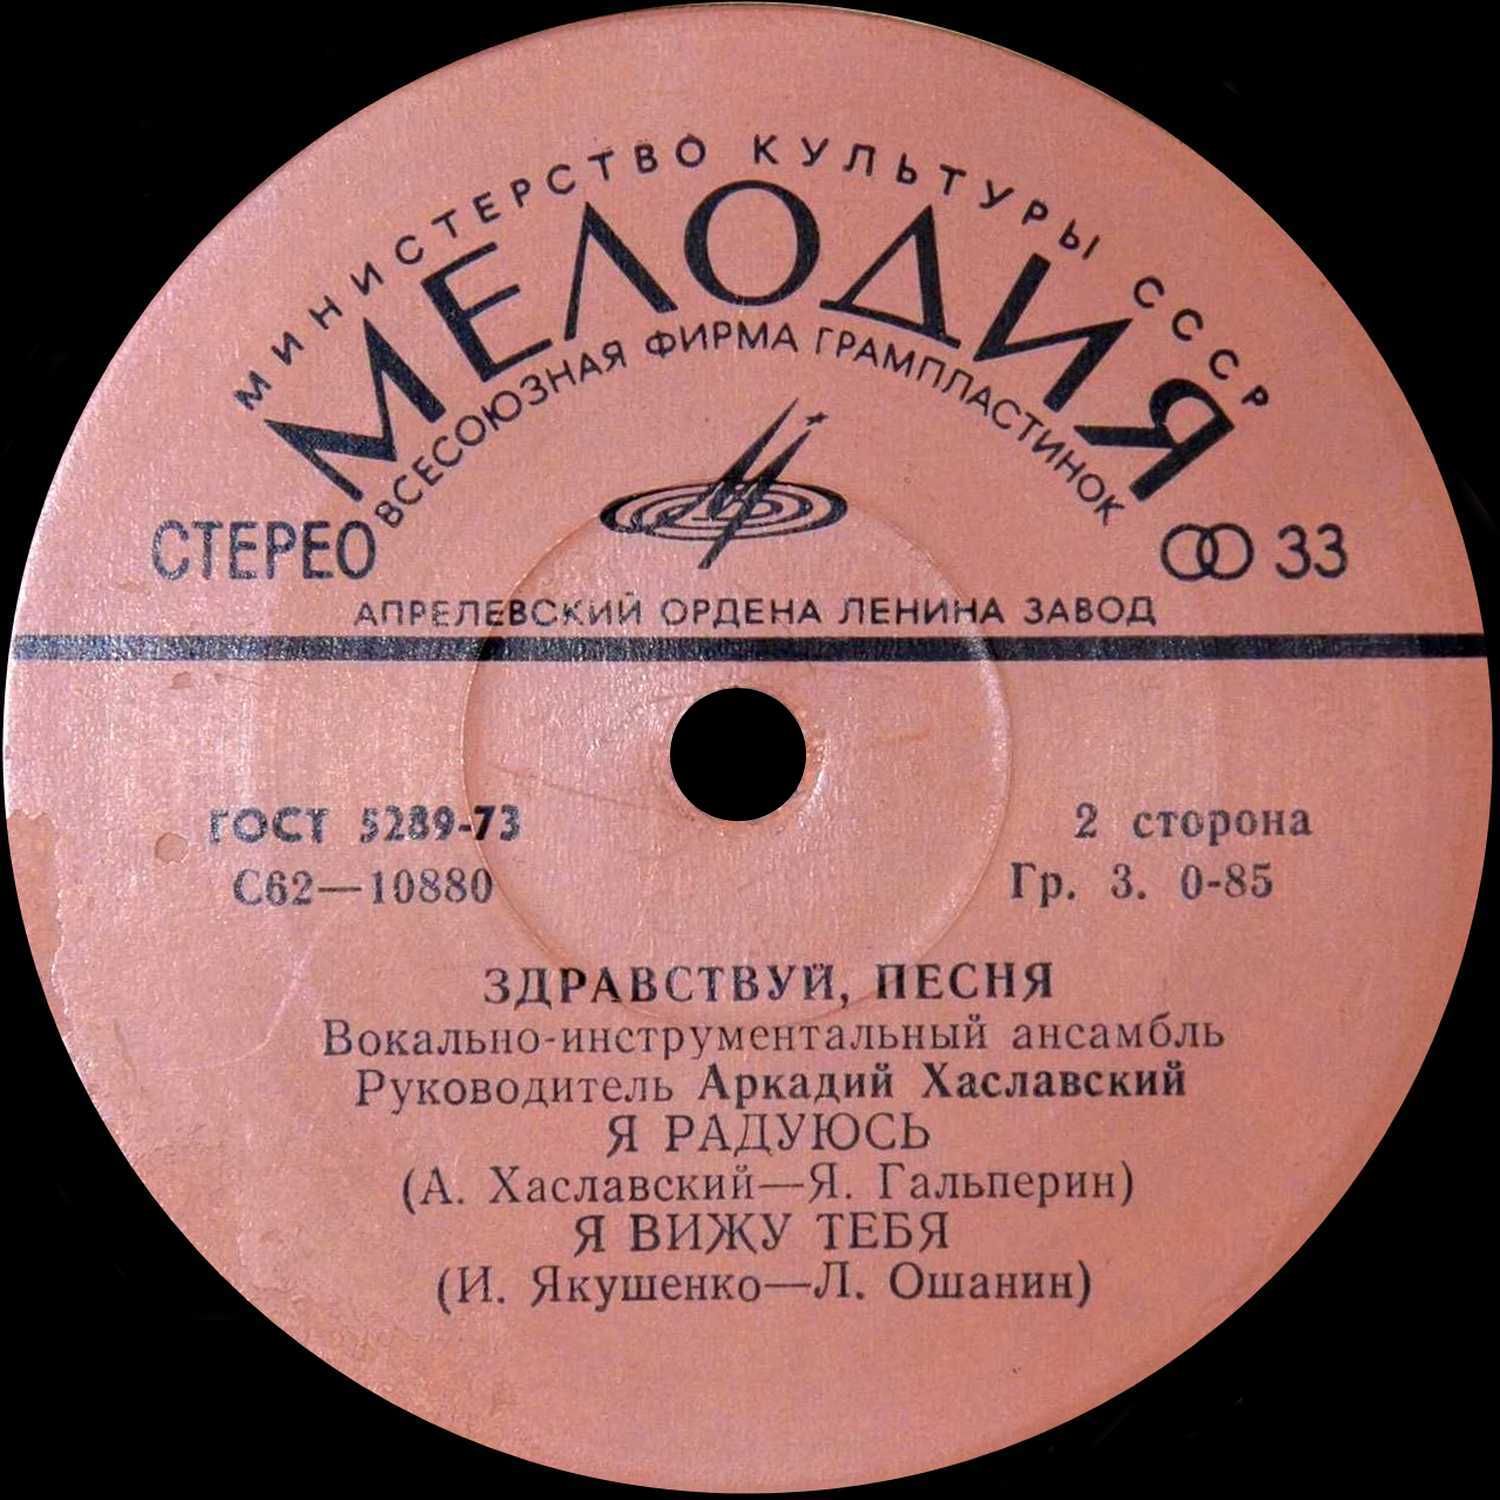 МИНИСТЕРСТВО КУЛЬТУРЫ СССР
МЕЛОДИЯ
ВСЕСОЮЗНАЯ ФИРМА ГРАМПЛАСТИНОК
СТЕРЕО
33
АПРЕЛЕВСКИЙ ОРДЕНА ЛЕНИНА ЗАВОД
ГОСТ 5289-73
2 сторона
С62—10880
Гр. 3. 0-85
ЗДРАВСТВУЙ, ПЕСНЯ
Вокально-инструментальный ансамбль
Руководитель Аркадий Хаславский
Я РАДУЮСЬ
(А. Хаславский—Я. Гальперин)
Я ВИЖУ ТЕБЯ
(И. Якушенко—Л. Ошанин)